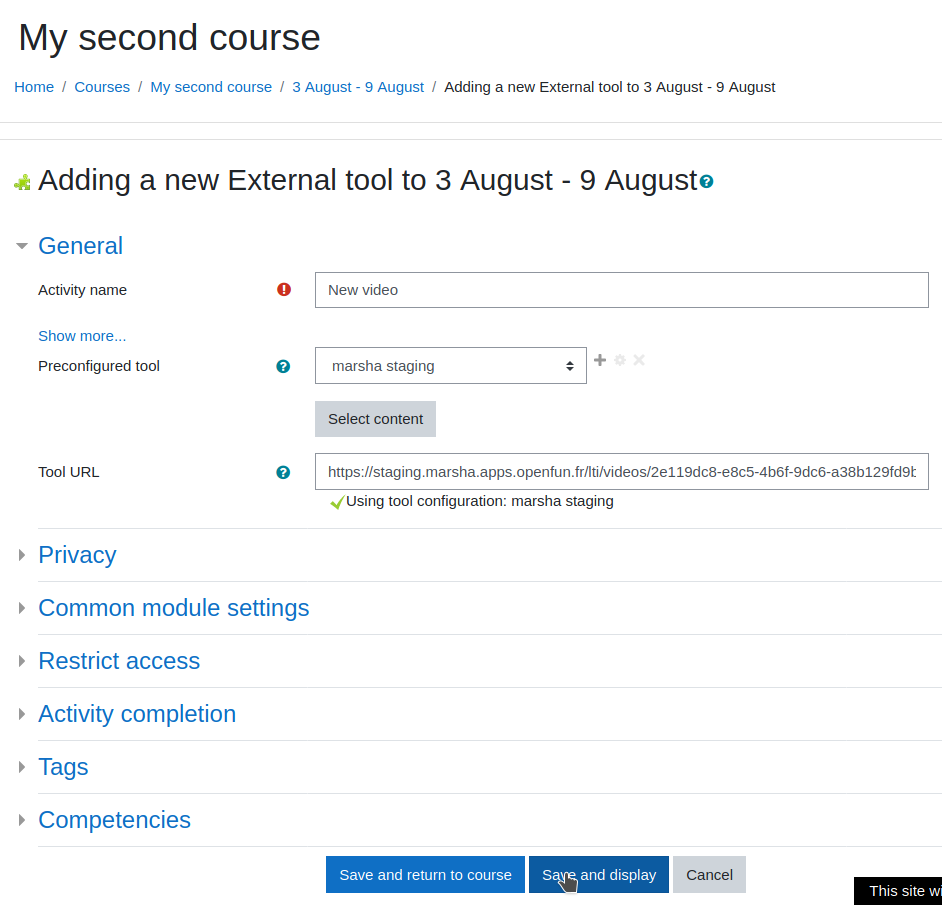 My second course
Home / Courses / My second course / 3 August - 9 August / Adding a new External tool to 3 August - 9 August
Adding a new External tool to 3 August - 9 August
General
Activity name
New video
Show more...
Preconfigured tool
marsha staging
Select content
Tool URL
https://staging.marsha.apps.openfun.fr/lti/videos/2e119dc8-e8c5-4b6f-9dc6-a38b129fd9b
Using tool configuration: marsha staging
Privacy
Common module settings
Restrict access
Activity completion
Tags
Competencies
Save and return to course Save and display Cancel
This site wi